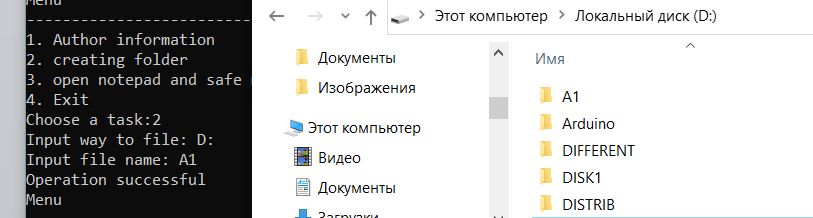 Menu
1. Author information
2. creating folder
3. open notepad and safe
4. Exit
Choose a task:2
Input way to file: D:
Input file name: A1
Operation successful
Menu
Этот компьютер > Локальный диск (D:)
Документы
Изображения
Этот компьютер
Видео
Документы
Загрузки
Имя
A1
Arduino
DIFFERENT
DISK1
DISTRIB